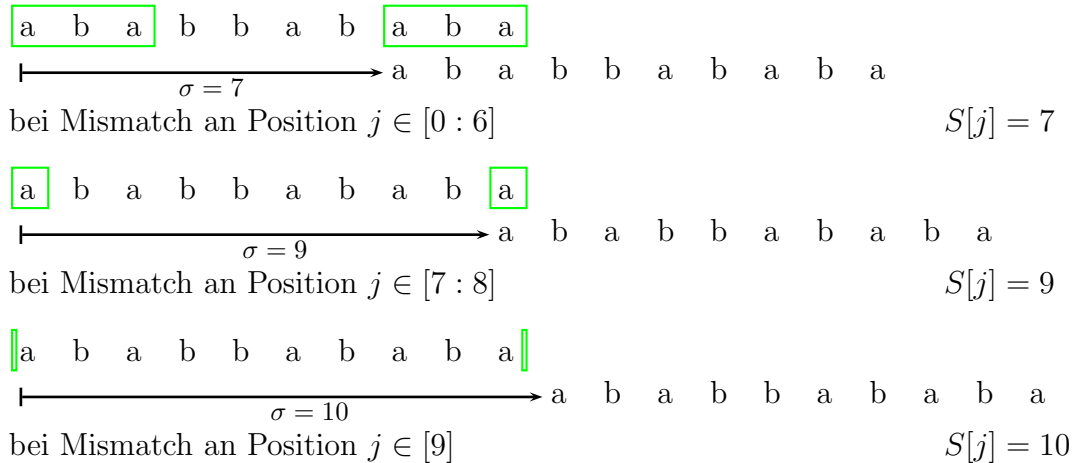 a b a b b a b a b a
a b a b b a b a b a
σ = 7
bei Mismatch an Position j ∈ [0 : 6] S[j] = 7
a b a b b a b a b a
a b a b b a b a b a
σ = 9
bei Mismatch an Position j ∈ [7 : 8] S[j] = 9
a b a b b a b a b a
a b a b b a b a b a
σ = 10
bei Mismatch an Position j ∈ [9] S[j] = 10